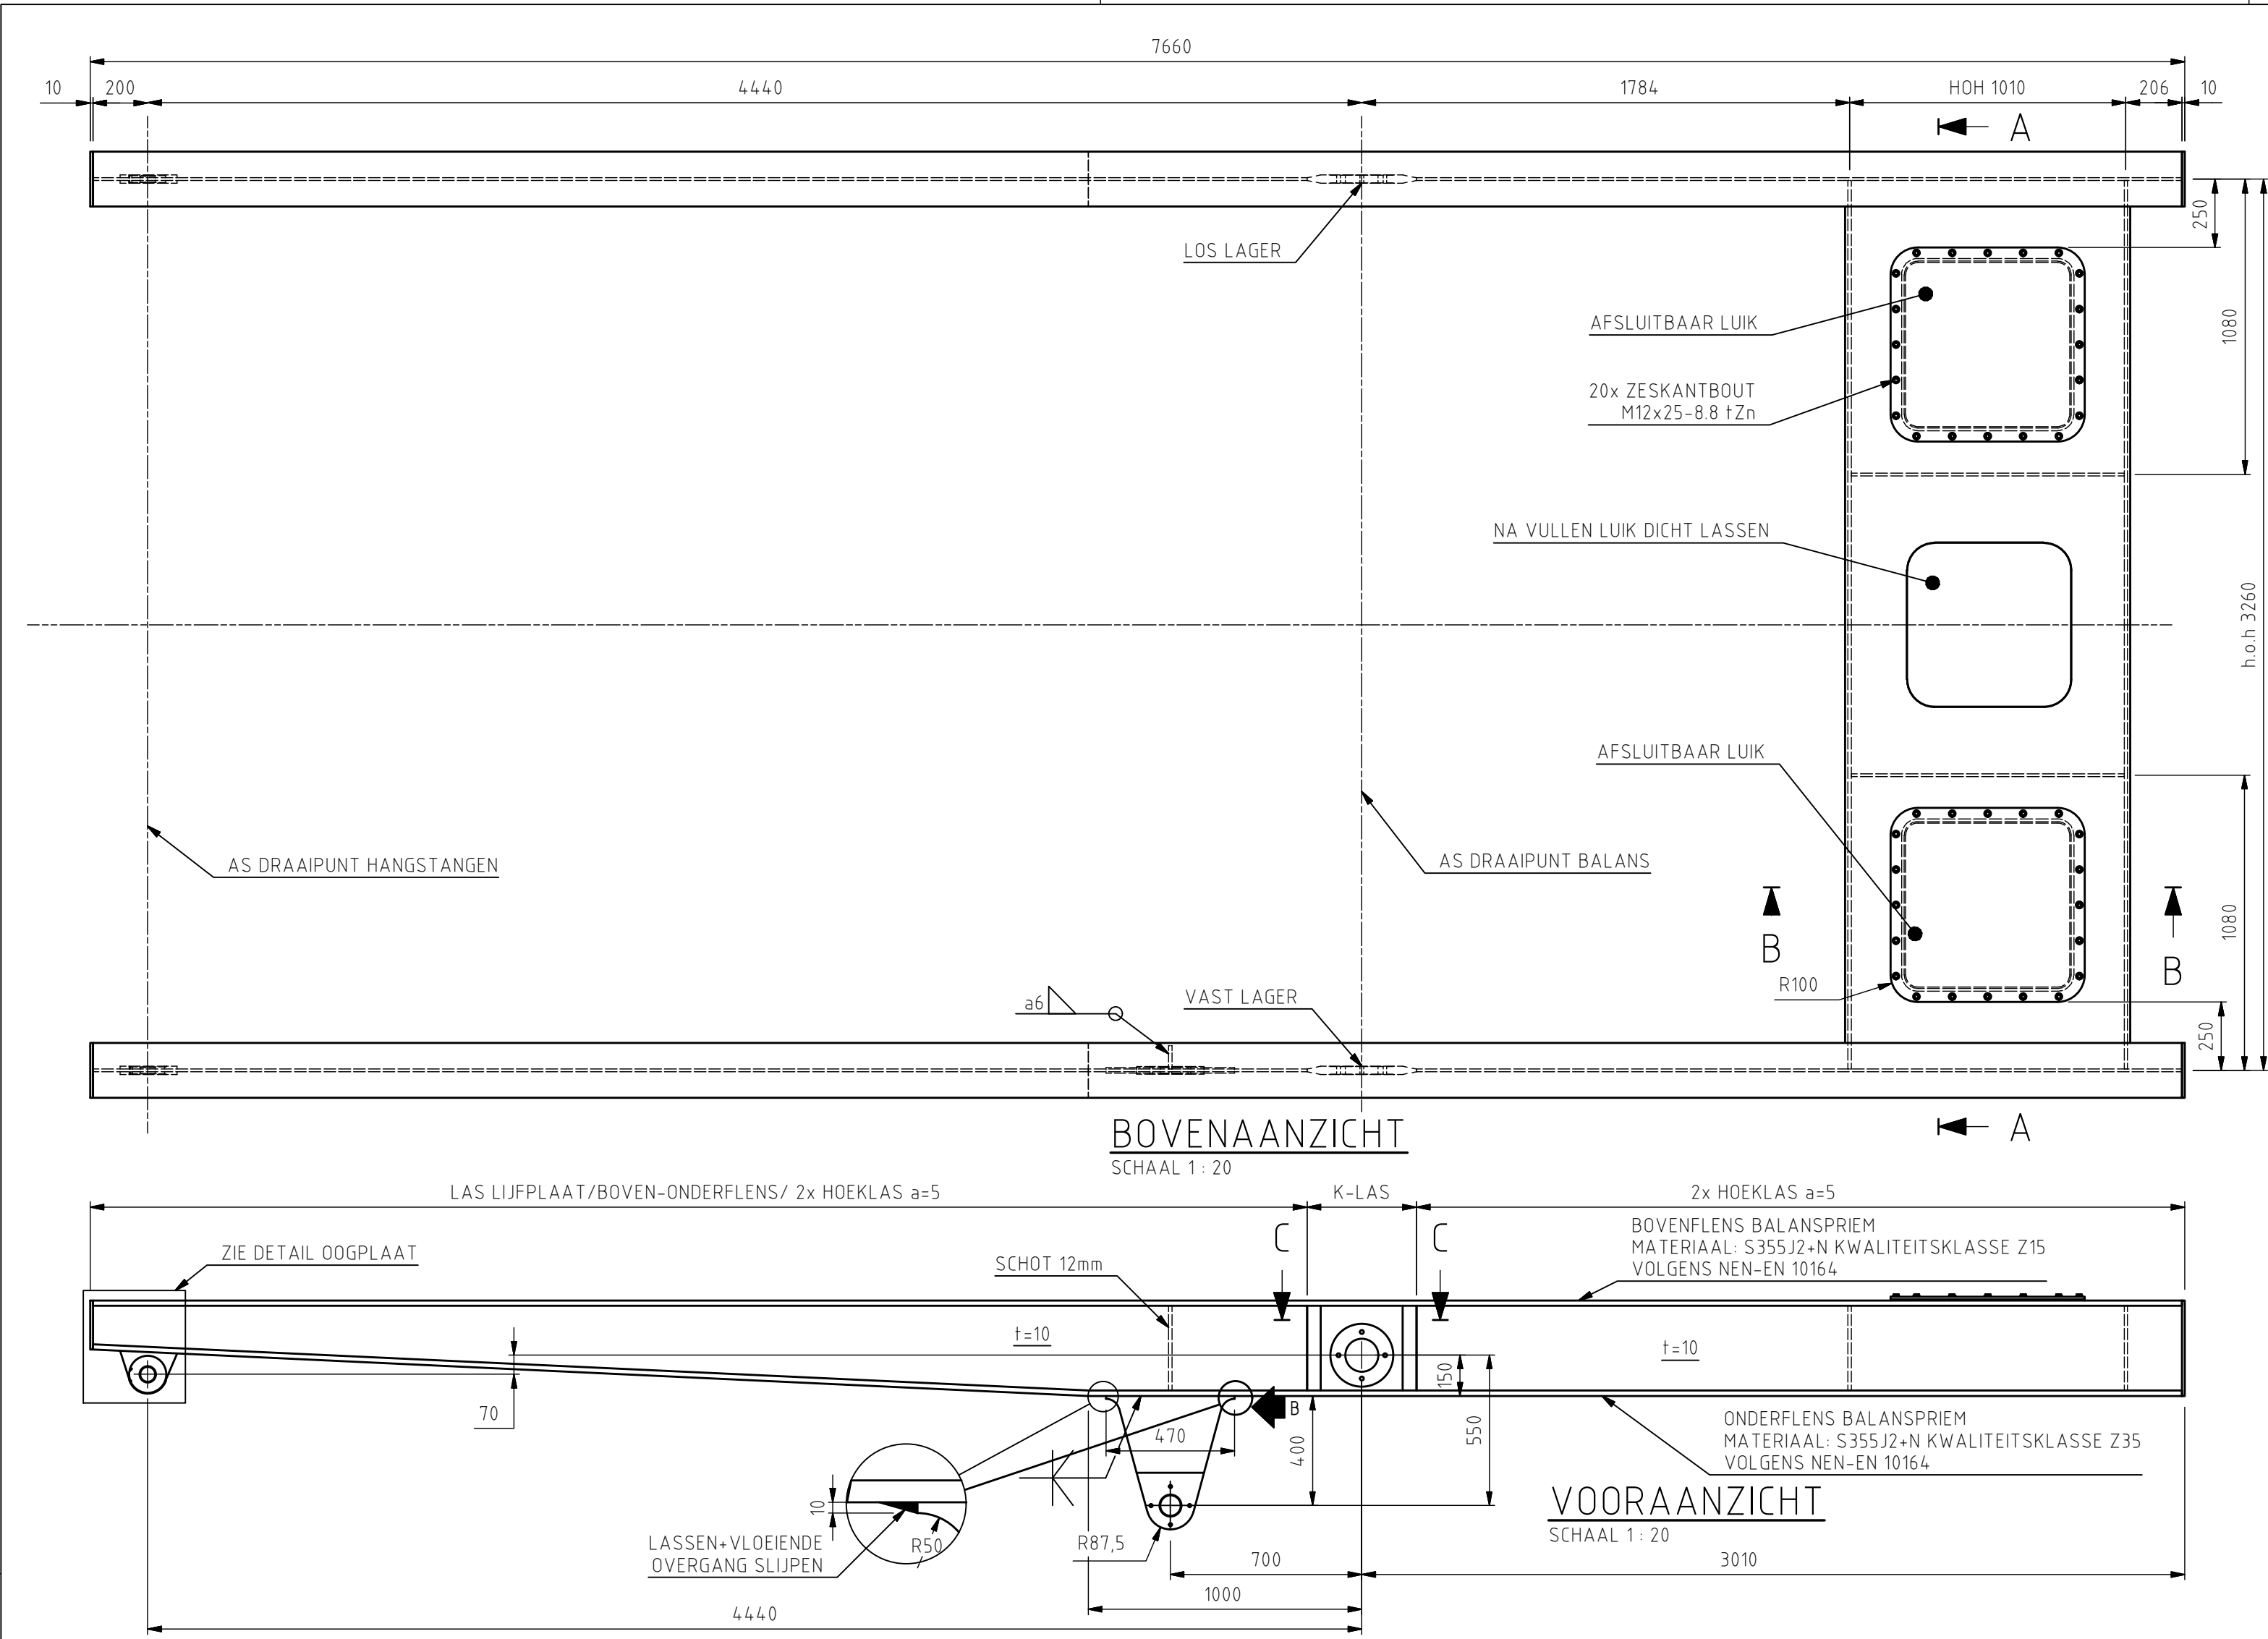 7660
10
200
4440
1784
HOH 1010
206
10
A
250
LOS LAGER
AFSLUITBAAR LUIK
1080
20x ZESKANTBOUT
M12x25-8.8 tZn
NA VULLEN LUIK DICHT LASSEN
h.o.h 3260
AFSLUITBAAR LUIK
AS DRAAIPUNT HANGSTANGEN
AS DRAAIPUNT BALANS
B
B
1080
R100
a6
VAST LAGER
250
BOVENAANZICHT
SCHAAL 1 : 20
A
LAS LIJFPLAAT/BOVEN-ONDERFLENS/ 2x HOEKLAS a=5
K-LAS
2x HOEKLAS a=5
ZIE DETAIL OOGPLAAT
SCHOT 12mm
C
C
BOVENFLENS BALANSPRIEM
MATERIAAL: S355J2+N KWALITEITSKLASSE Z15
VOLGENS NEN-EN 10164
t=10
t=10
150
70
B
470
400
550
ONDERFLENS BALANSPRIEM
MATERIAAL: S355J2+N KWALITEITSKLASSE Z35
VOLGENS NEN-EN 10164
10
R50
LASSEN+VLOEIENDE
OVERGANG SLIJPEN
R87,5
VOORAANZICHT
SCHAAL 1 : 20
700
3010
1000
4440